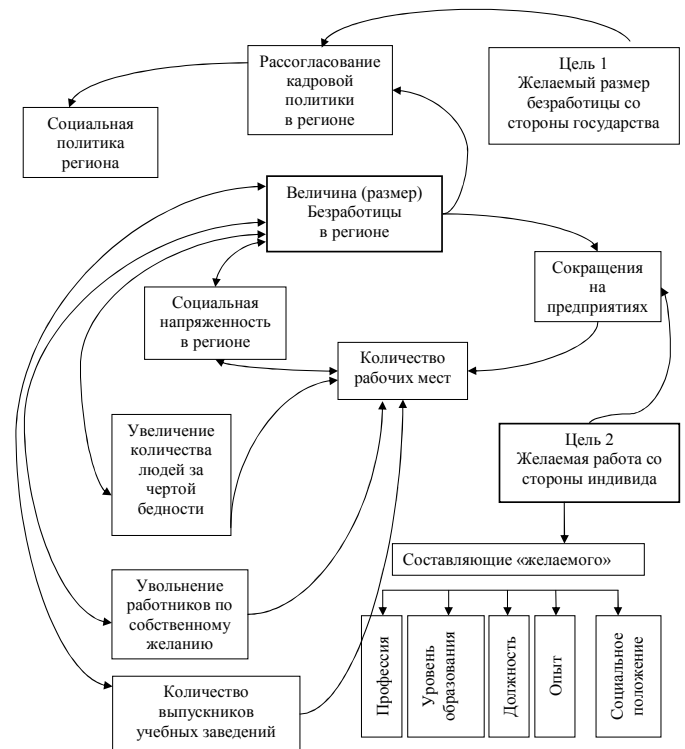 Рассогласование
кадровой
политики
в регионе
Цель 1
Желаемый размер
безработицы со
стороны государства
Социальная
политика
региона
Величина (размер)
Безработицы
в регионе
Сокращения
на
предприятиях
Социальная
напряженность
в регионе
Количество
рабочих мест
Увеличение
количества
людей за
чертой
бедности
Цель 2
Желаемая работа со
стороны индивида
Составляющие «желаемого»
Увольнение
работников по
собственному
желанию
Профессия
Уровень
образования
Должность
Опыт
Социальное
положение
Количество
выпускников
учебных заведений